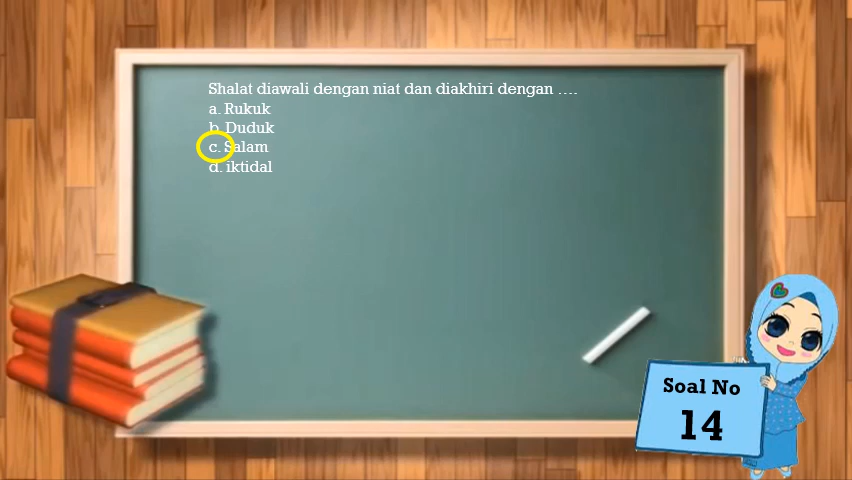 Shalat diawali dengan niat dan diakhiri dengan ....
a. Rukuk
b. Duduk
c. Salam
d. iktidal
Soal No
14